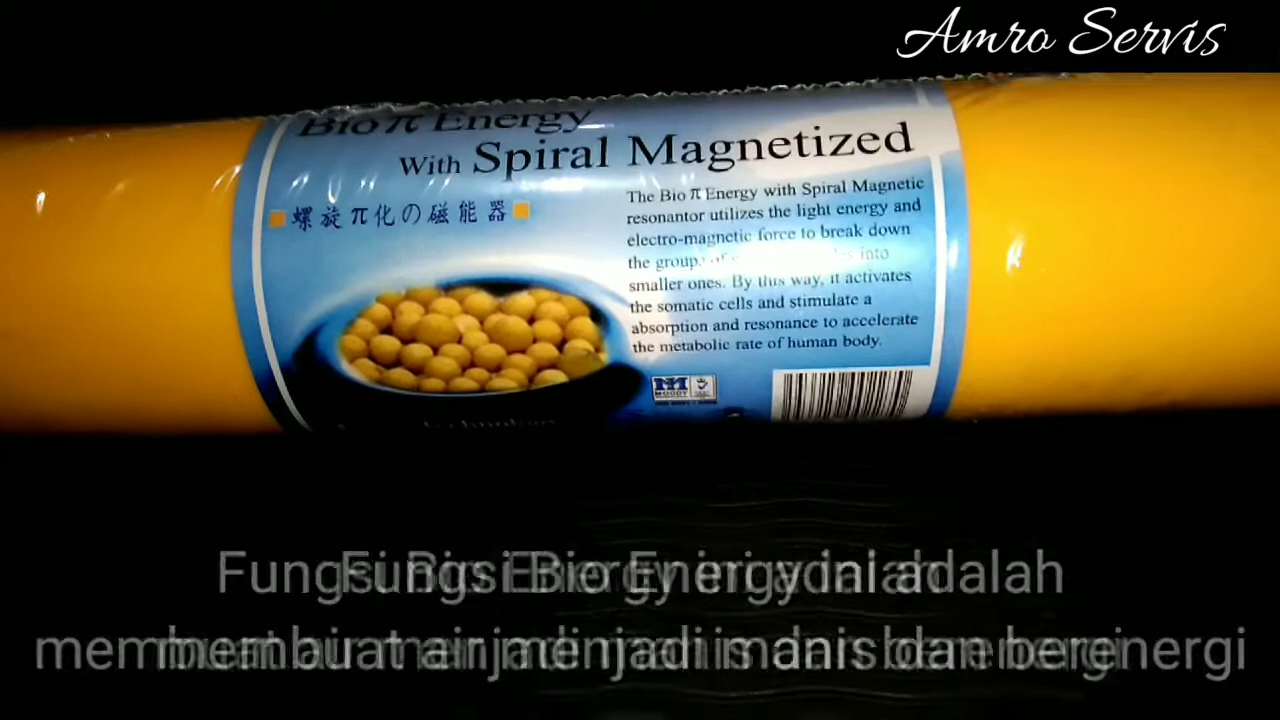 Amro Servis
Bio π Energy
With Spiral Magnetized
螺旋π化の磁能器
The Bio π Energy with Spiral Magnetic
resonantor utilizes the light energy and
electro-magnetic force to break down
the group
into
smaller ones. By this way, it activates
the somatic cells and stimulate a
absorption and resonance to accelerate
the metabolic rate of human body.
MOODY
Fungsi Bio Energy ini adalah
membuat air menjadi manis dan berenergi